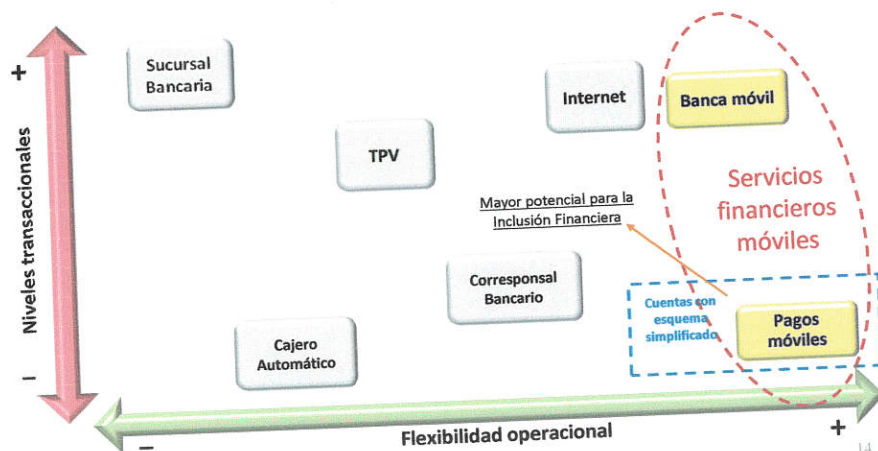 +
Niveles transaccionales
–
Sucursal
Bancaria
TPV
Internet
Banca móvil
Servicios
financieros
móviles
Mayor potencial para la
Inclusión Financiera
Corresponsal
Bancario
Cajero
Automático
Cuentas con
esquema
simplificado
Pagos
móviles
–
Flexibilidad operacional
+
14